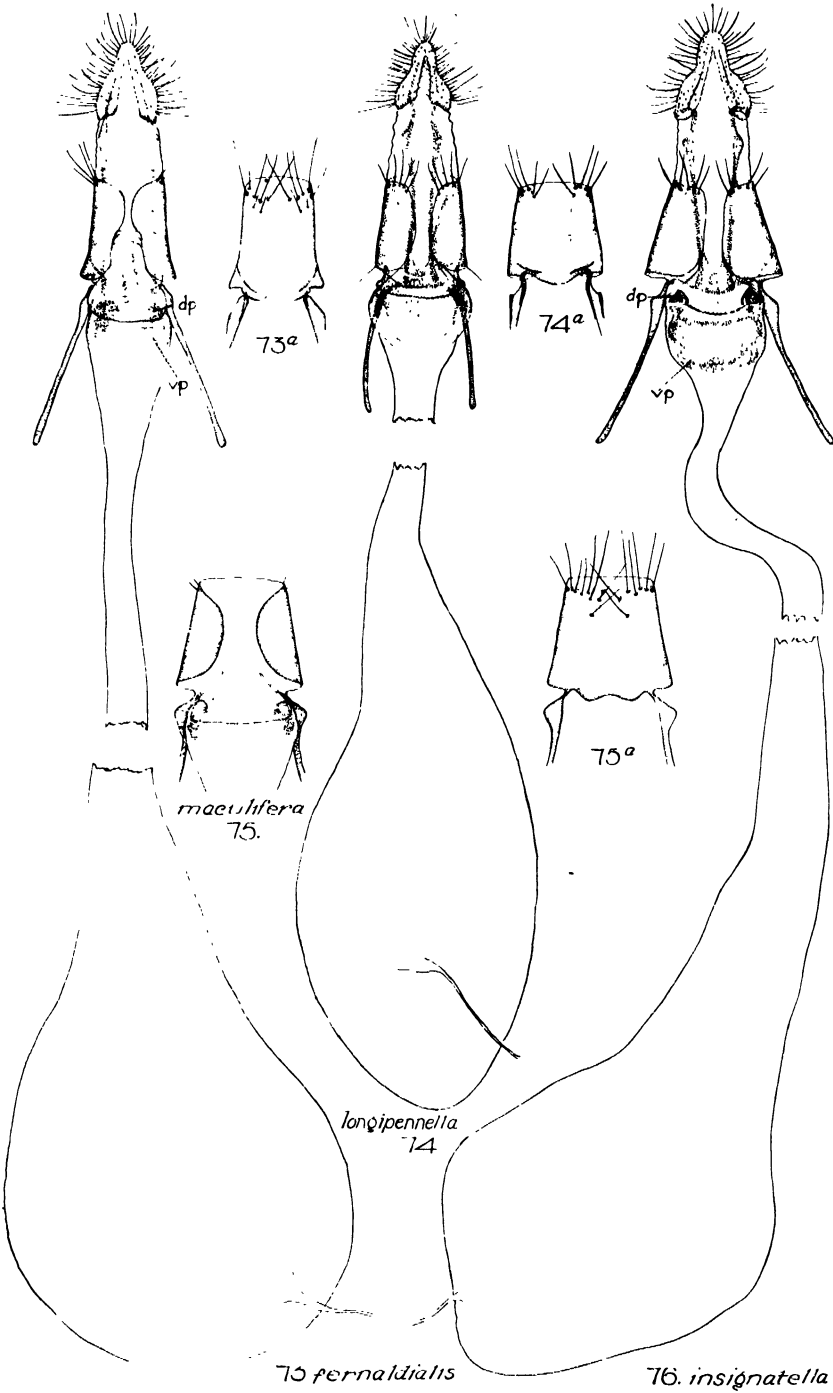 dp
vp
73a
74a
dp
vp
maculifera
75.
75a
longipennella
74
73 fernaldialis
76. insignatella